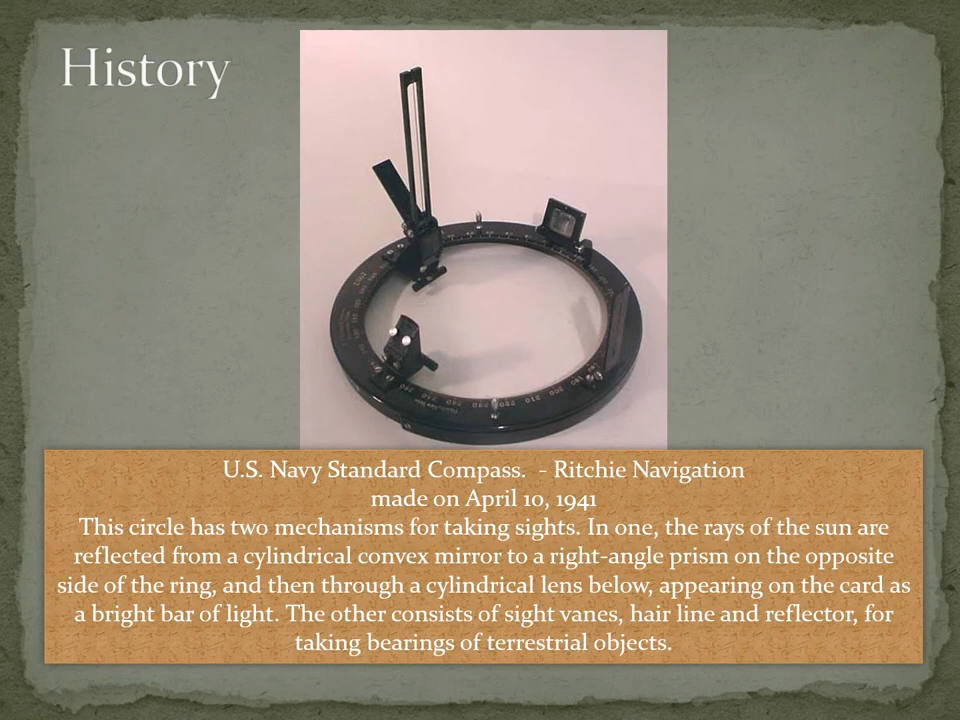 History
U.S. Navy Standard Compass.  - Ritchie Navigation
made on April 10, 1941
This circle has two mechanisms for taking sights. In one, the rays of the sun are
reflected from a cylindrical convex mirror to a right-angle prism on the opposite
side of the ring, and then through a cylindrical lens below, appearing on the card as
a bright bar of light. The other consists of sight vanes, hair line and reflector, for
taking bearings of terrestrial objects.